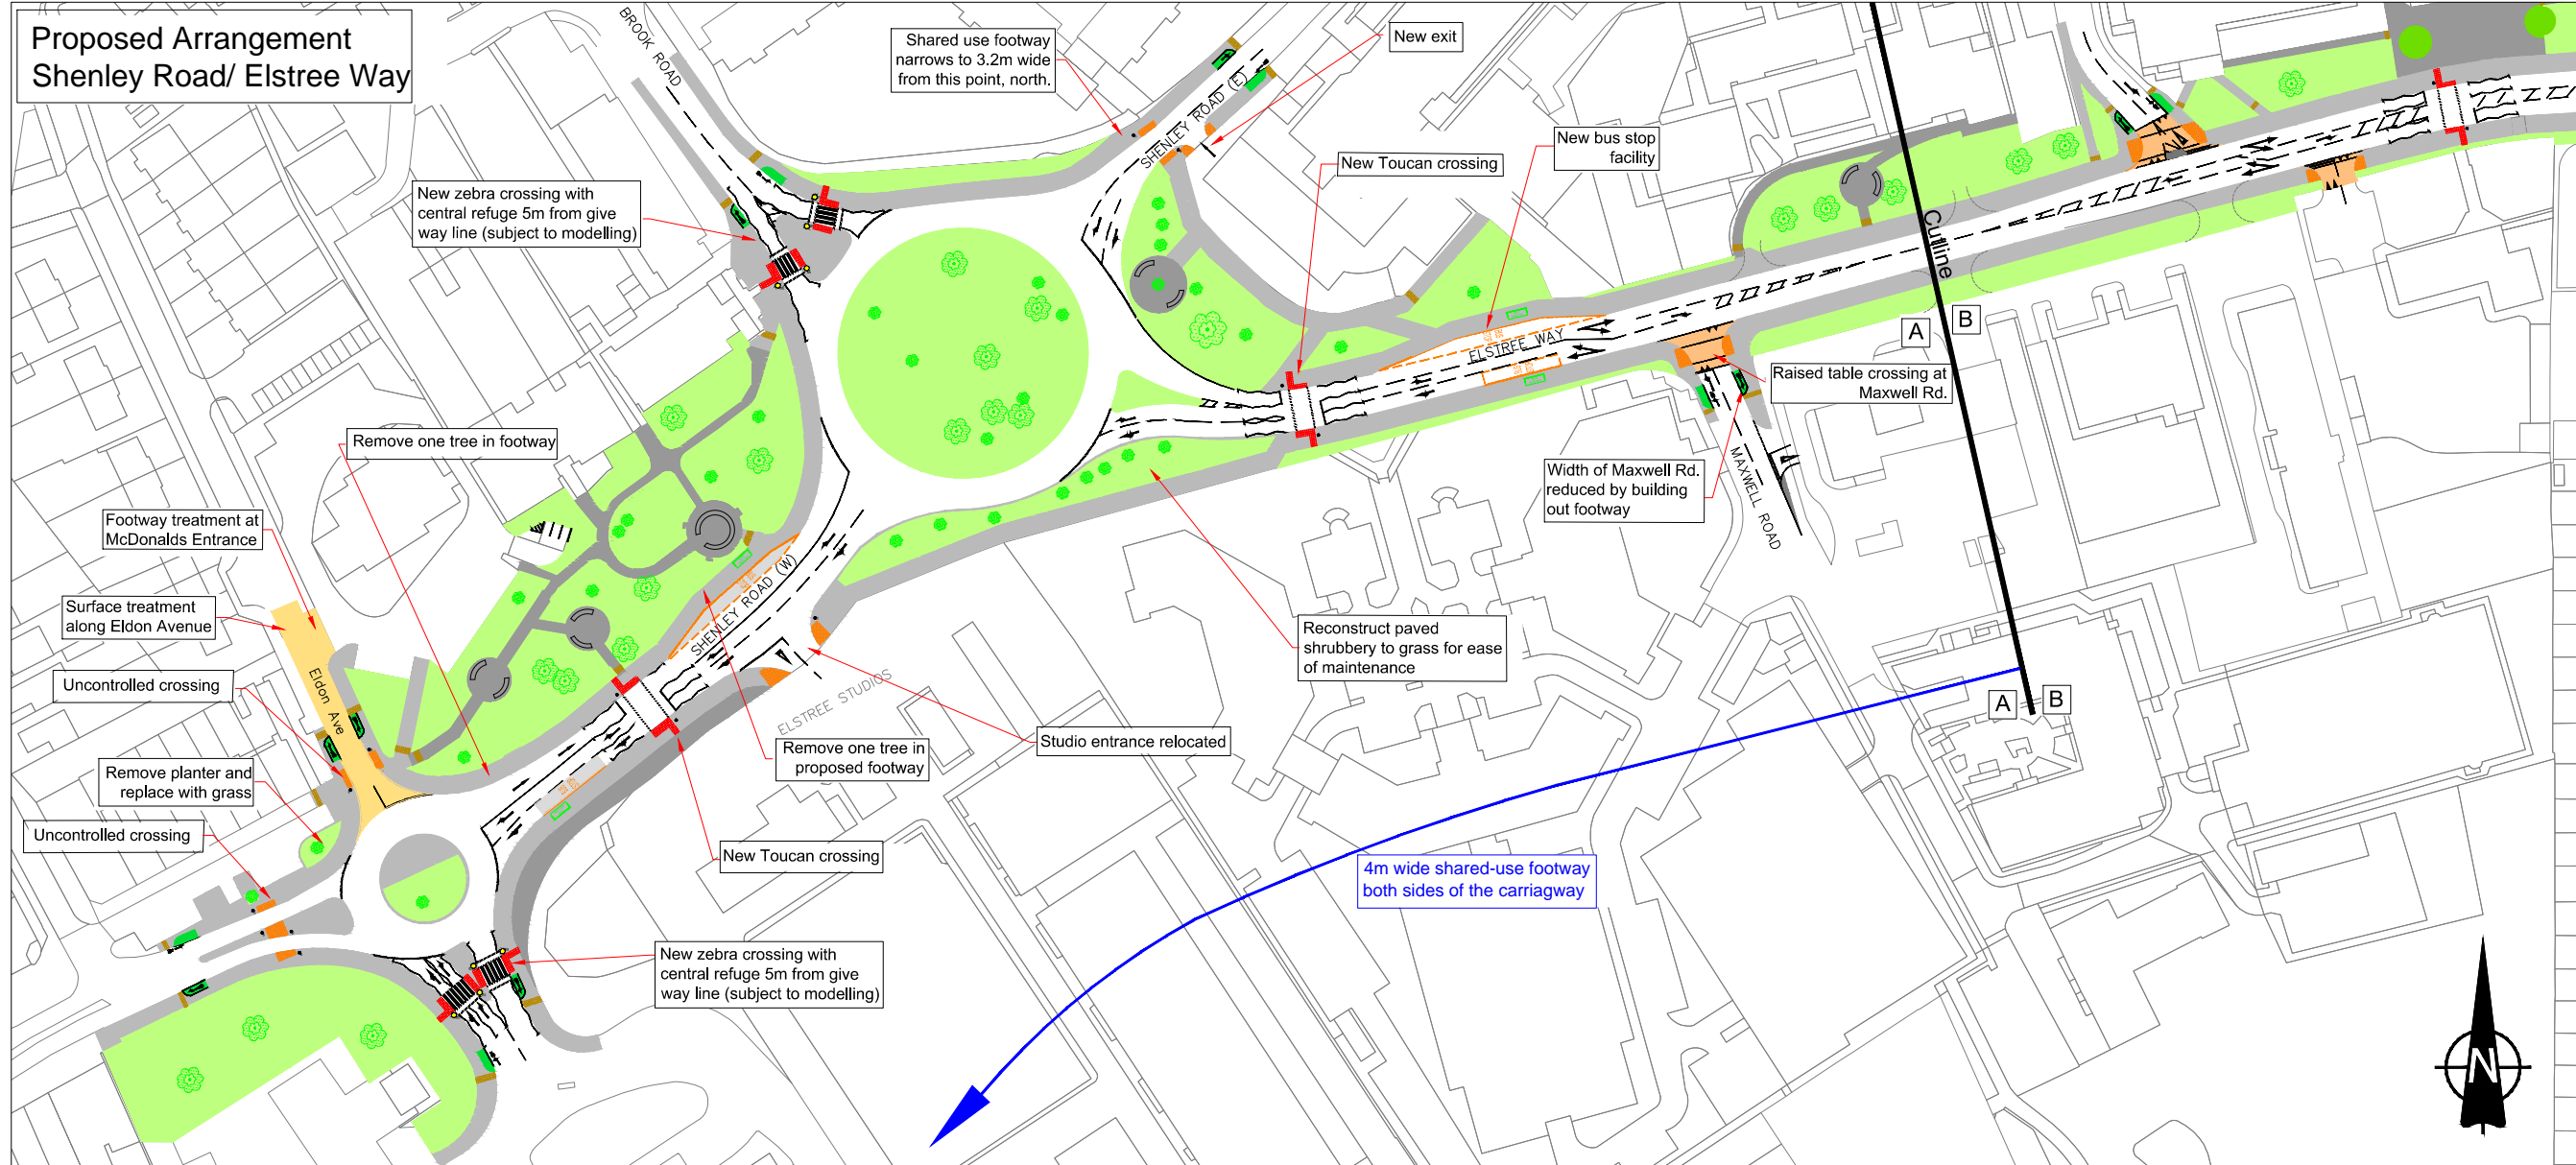 Proposed Arrangement
Shenley Road/ Elstree Way
BROOK ROAD
Shared use footway
narrows to 3.2m wide
from this point, north.
New exit
SHENLEY ROAD (E)
New bus stop
facility
New Toucan crossing
New zebra crossing with
central refuge 5m from give
way line (subject to modelling)
Cutline
A
B
ELSTREE WAY
Raised table crossing at
Maxwell Rd.
Remove one tree in footway
Width of Maxwell Rd.
reduced by building
out footway
MAXWELL ROAD
Footway treatment at
McDonalds Entrance
SHENLEY ROAD (W)
Surface treatment
along Eldon Avenue
Reconstruct paved
shrubbery to grass for ease
of maintenance
Uncontrolled crossing
Eldon Ave
ELSTREE STUDIOS
A
B
Studio entrance relocated
Remove one tree in
proposed footway
Remove planter and
replace with grass
Uncontrolled crossing
New Toucan crossing
4m wide shared-use footway
both sides of the carriagway
New zebra crossing with
central refuge 5m from give
way line (subject to modelling)
N